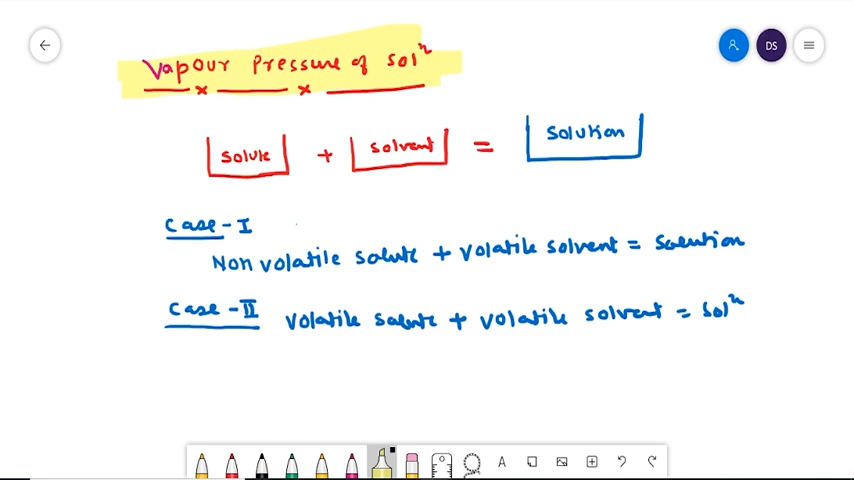 Vapour Pressure of Solⁿ
DS
Solute + Solvent = Solution
Case - I
Non volatile solute + volatile solvent = Solution
Case - II volatile solute + volatile solvent = Solⁿ
A